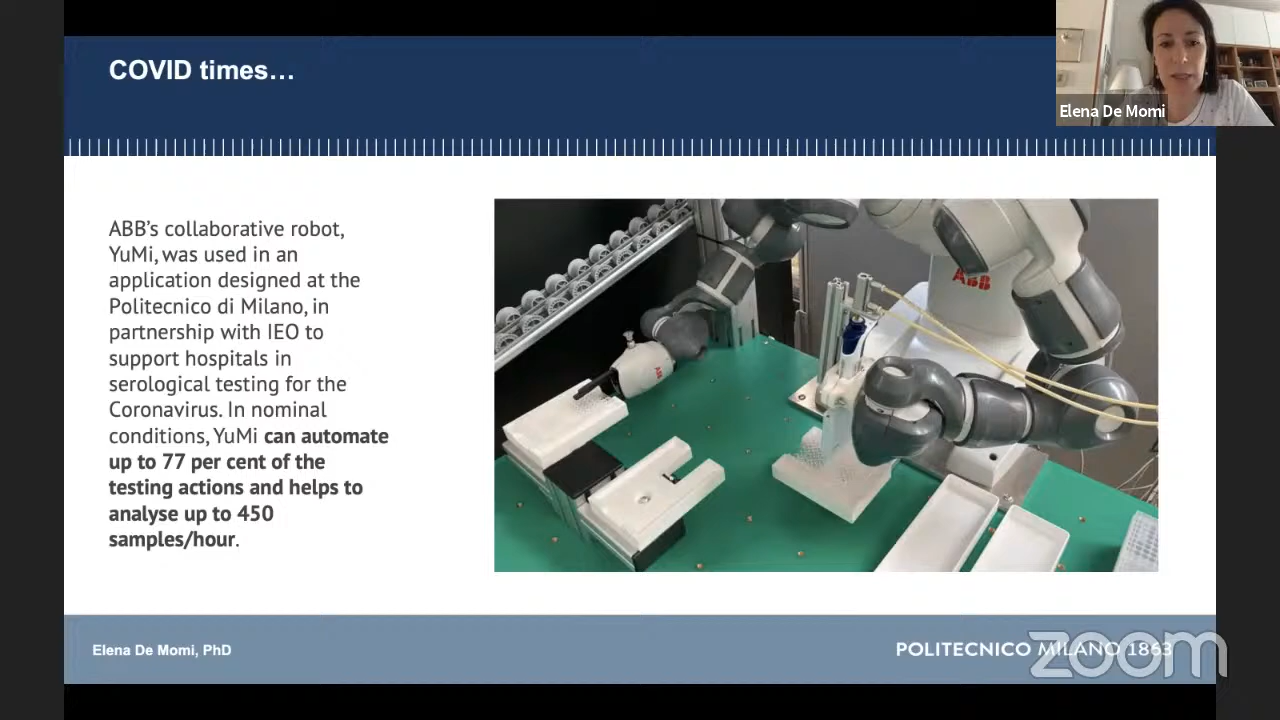 COVID times...
Elena De Momi
ABB's collaborative robot,
YuMi, was used in an
application designed at the
Politecnico di Milano, in
partnership with IEO to
support hospitals in
serological testing for the
Coronavirus. In nominal
conditions, YuMi can automate
up to 77 per cent of the
testing actions and helps to
analyse up to 450
samples/hour.
ABB
ABB
Elena De Momi, PhD
POLITECNICO MILANO 1863
zoom